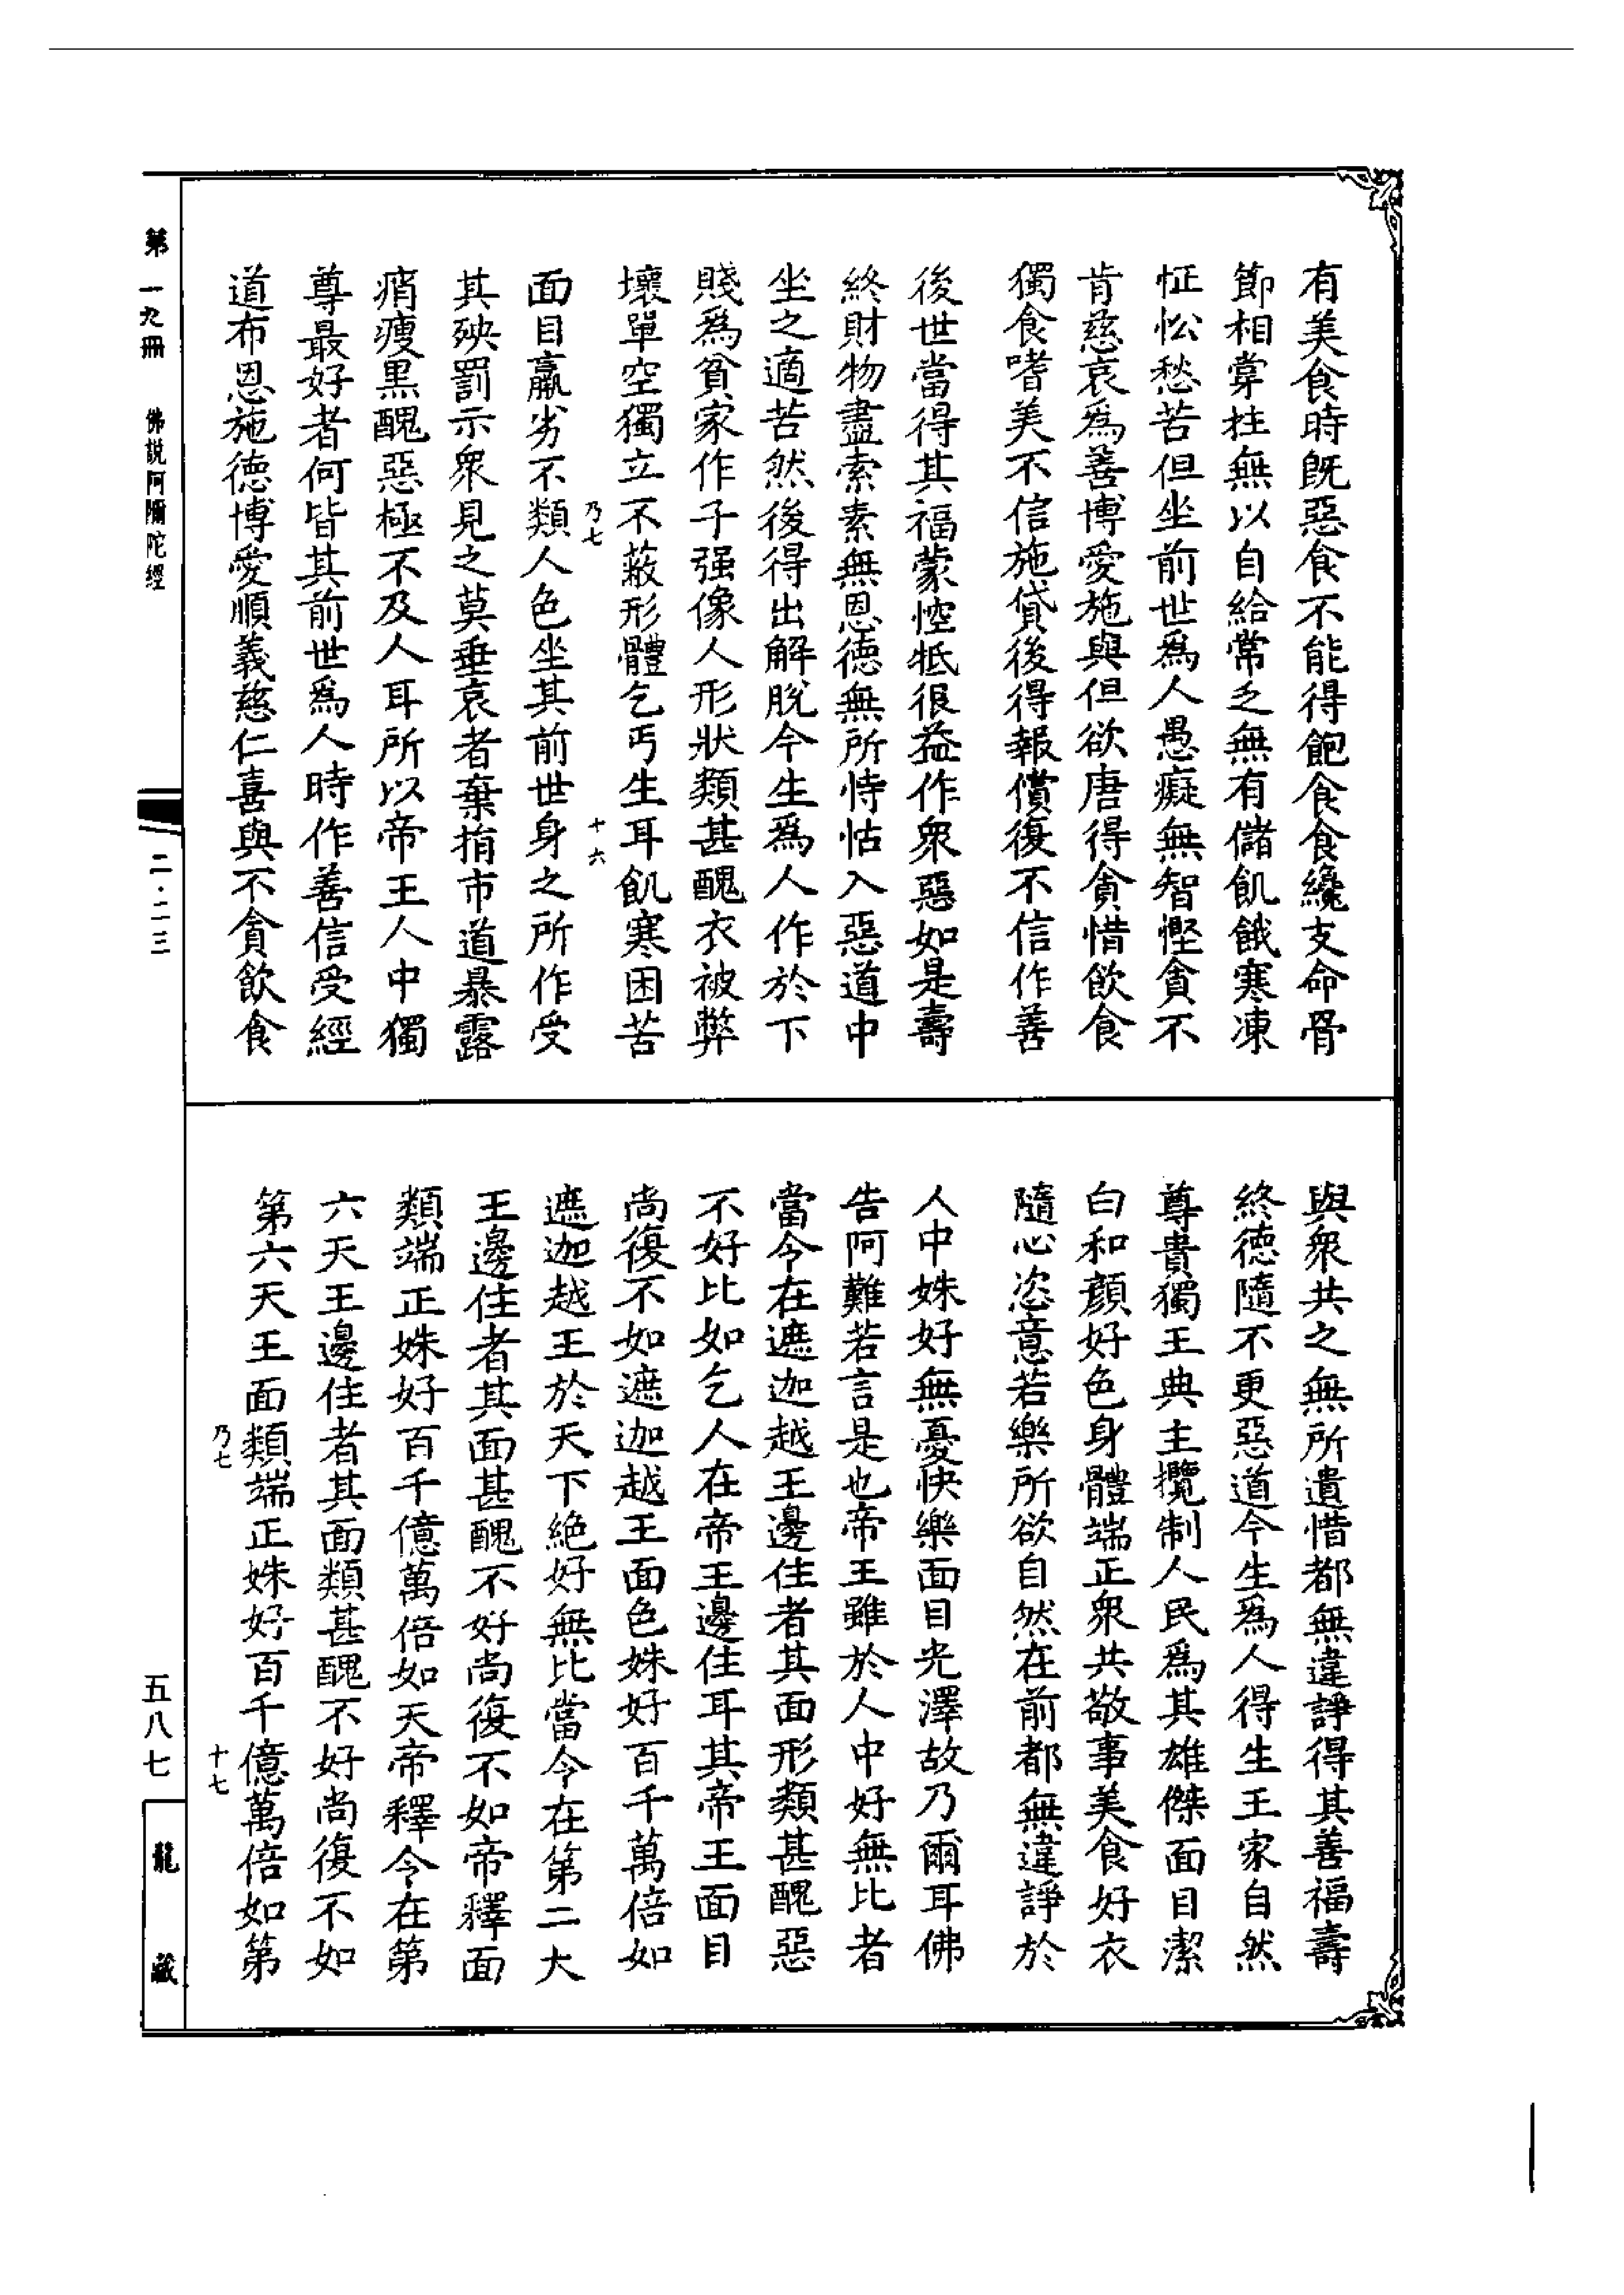 有美食時既惡食不能得飽食食纔支命骨
節相㨄拄無以自給常乏無有儲飢餓寒凍
怔忪愁苦但坐前世為人愚癡無智慳貪不
肯慈哀為善博愛施與但欲唐得貪惜飲食
獨食嗜美不信施貸後得報償復不信作善
後世當得其福蒙悾牴很益作衆惡如是壽
終財物盡索素無恩德無所恃怙入惡道中
坐之適苦然後得出解脫今生為人作於下
賤為貧家作子强像人形狀類甚醜衣被弊
壞單空獨立不蔽形體乞丐生耳飢寒困苦
乃七 十六
面目羸劣不類人色坐其前世身之所作受
其殃罰示衆見之莫垂哀者棄捐市道暴露
痟瘦黒醜惡極不及人耳所以帝王人中獨
尊最好者何皆其前世爲人時作善信受經
道布恩施德博愛順義慈仁喜與不貪飲食
與衆共之無所遺惜都無違諍得其善福壽
終德隨不更惡道今生為人得生王家自然
尊貴獨王典主攬制人民為其雄傑面目潔
白和顏好色身體端正衆共敬事美食好衣
隨心恣意若樂所欲自然在前都無違諍於
人中姝好無憂快樂面目光澤故乃爾耳佛
告阿難若言是也帝王雖於人中好無比者
當今在遮迦越王邊住者其面形類甚醜惡
不好比如乞人在帝王邊住耳其帝王面目
尚復不如遮迦越王面色姝好百千萬倍如
遮迦越王於天下絶好無比當今在第二大
王邊住者其面甚醜不好尚復不如帝釋面
類端正姝好百千億萬倍如天帝釋令在第
六天王邊住者其面類甚醜不好尚復不如
第六天王面類端正姝好百千億萬倍如第
乃七 十七
第一九冊 佛説阿彌陀經 二·二三 五八七 龍藏